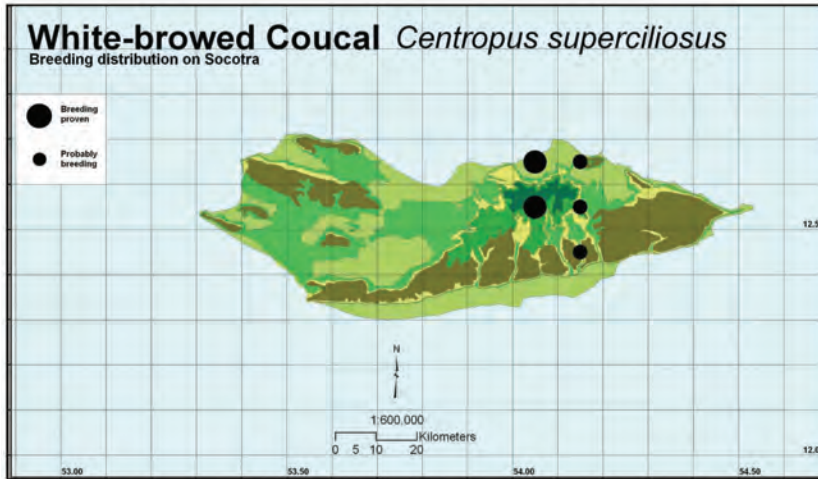 White-browed Coucal Centropus superciliosus
Breeding distribution on Socotra
Breeding
proven
Probably
breeding
12.5
N
1:600,000
Kilometers
0 5 10 20
12.0
53.00 53.50 54.00 54.50